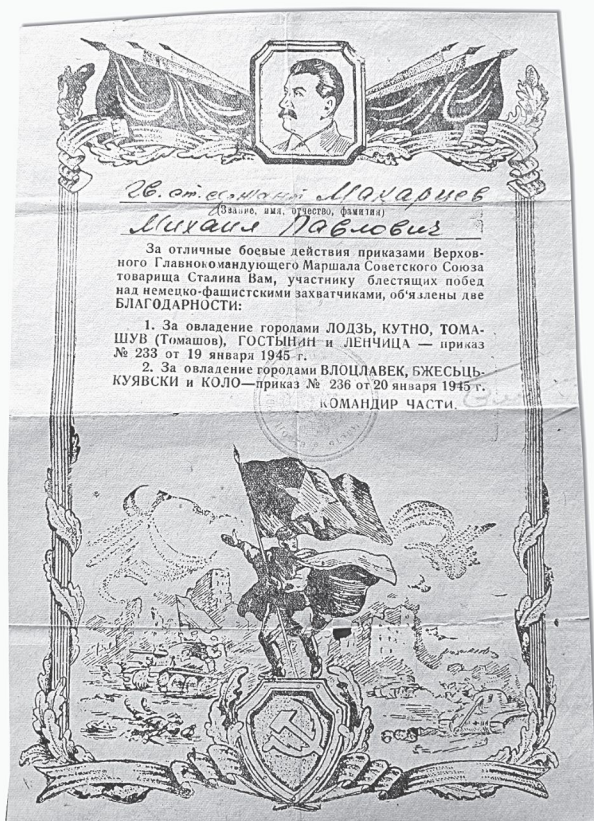 Гв. ст. сержант Макарцев
(Звание, имя, отчество, фамилия)
Михаил Павлович
За отличные боевые действия приказами Верхов-
ного Главнокомандующего Маршала Советского Союза
товарища Сталина Вам, участнику блестящих побед
над немецко-фашистскими захватчиками, об'явлены две
БЛАГОДАРНОСТИ:
1. За овладение городами ЛОДЗЬ, КУТНО, ТОМА-
ШУВ (Томашов), ГОСТЫНИН и ЛЕНЧИЦА — приказ
№ 233 от 19 января 1945 г.
2. За овладение городами ВЛОЦЛАВЕК, БЖЕСЬЦЬ-
КУЯВСКИ и КОЛО—приказ № 236 от 20 января 1945 г.
КОМАНДИР ЧАСТИ.